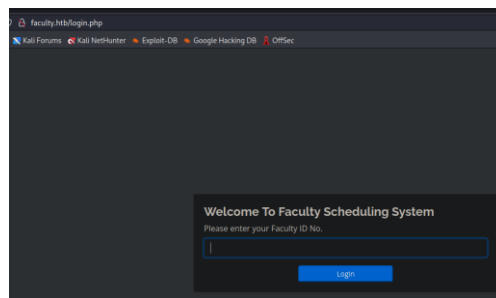 faculty.htb/login.php
Kali Forums Kali NetHunter Exploit-DB Google Hacking DB OffSec
Welcome To Faculty Scheduling System
Please enter your Faculty ID No.
Login